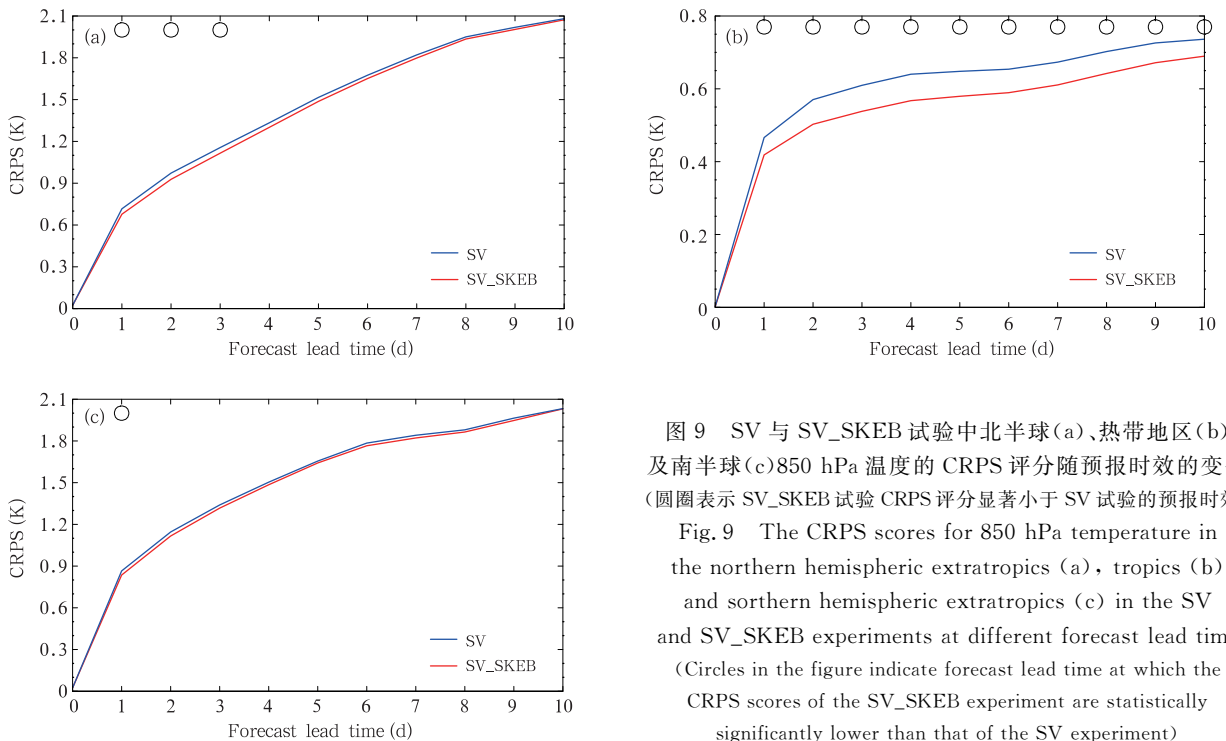 (a)
2.1
1.8
1.5
1.2
0.9
0.6
0.3
0
CRPS (K)
SV
SV_SKEB
0 1 2 3 4 5 6 7 8 9 10
Forecast lead time (d)
(b)
0.8
0.6
0.4
0.2
0
CRPS (K)
SV
SV_SKEB
0 1 2 3 4 5 6 7 8 9 10
Forecast lead time (d)
(c)
2.1
1.8
1.5
1.2
0.9
0.6
0.3
0
CRPS (K)
SV
SV_SKEB
0 1 2 3 4 5 6 7 8 9 10
Forecast lead time (d)
图 9 SV 与 SV_SKEB 试验中北半球(a)、热带地区(b)
及南半球(c)850 hPa 温度的 CRPS 评分随预报时效的变
(圆圈表示 SV_SKEB 试验 CRPS 评分显著小于 SV 试验的预报时
Fig. 9 The CRPS scores for 850 hPa temperature in
the northern hemispheric extratropics (a), tropics (b)
and sorthern hemispheric extratropics (c) in the SV
and SV_SKEB experiments at different forecast lead tim
(Circles in the figure indicate forecast lead time at which the
CRPS scores of the SV_SKEB experiment are statistically
significantly lower than that of the SV experiment)